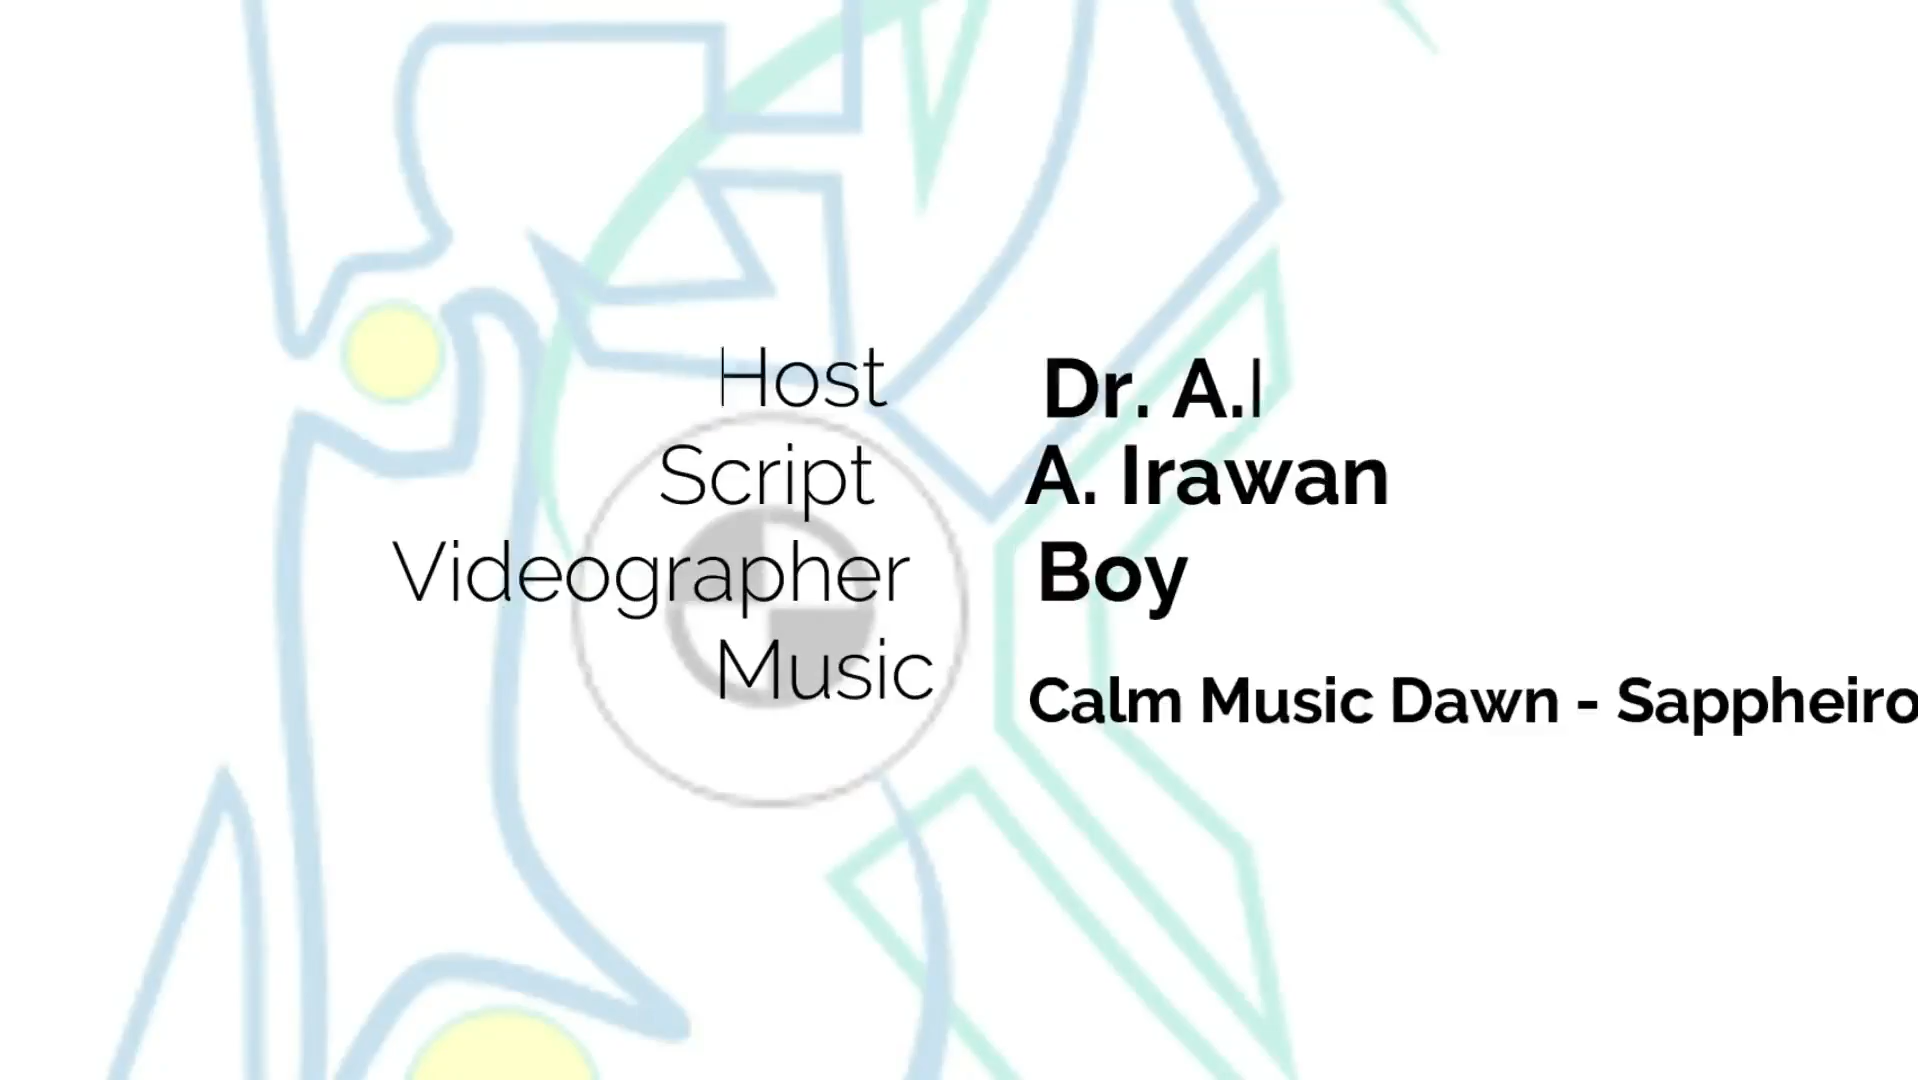 Host Dr. A.I
Script A. Irawan
Videographer Boy
Music Calm Music Dawn - Sappheiro